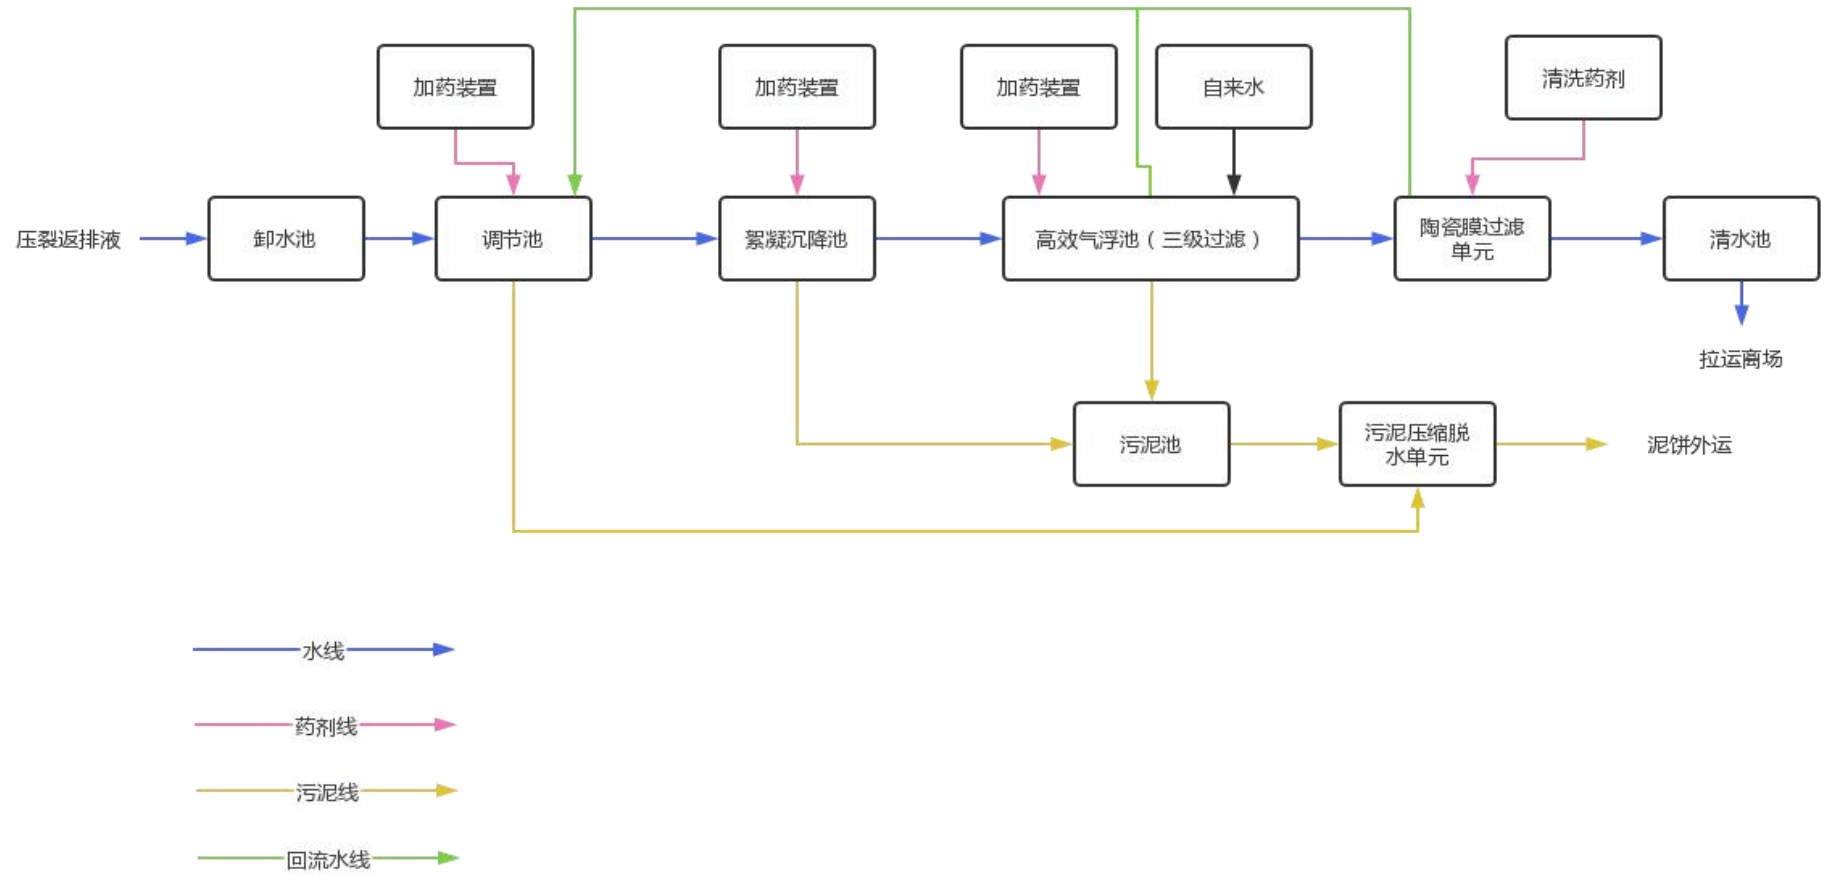 加药装置
加药装置
加药装置
自来水
清洗药剂
压裂返排液
卸水池
调节池
絮凝沉降池
高效气浮池（三级过滤）
陶瓷膜过滤
单元
清水池
拉运离场
污泥池
污泥压缩脱
水单元
泥饼外运
水线
药剂线
污泥线
回流水线